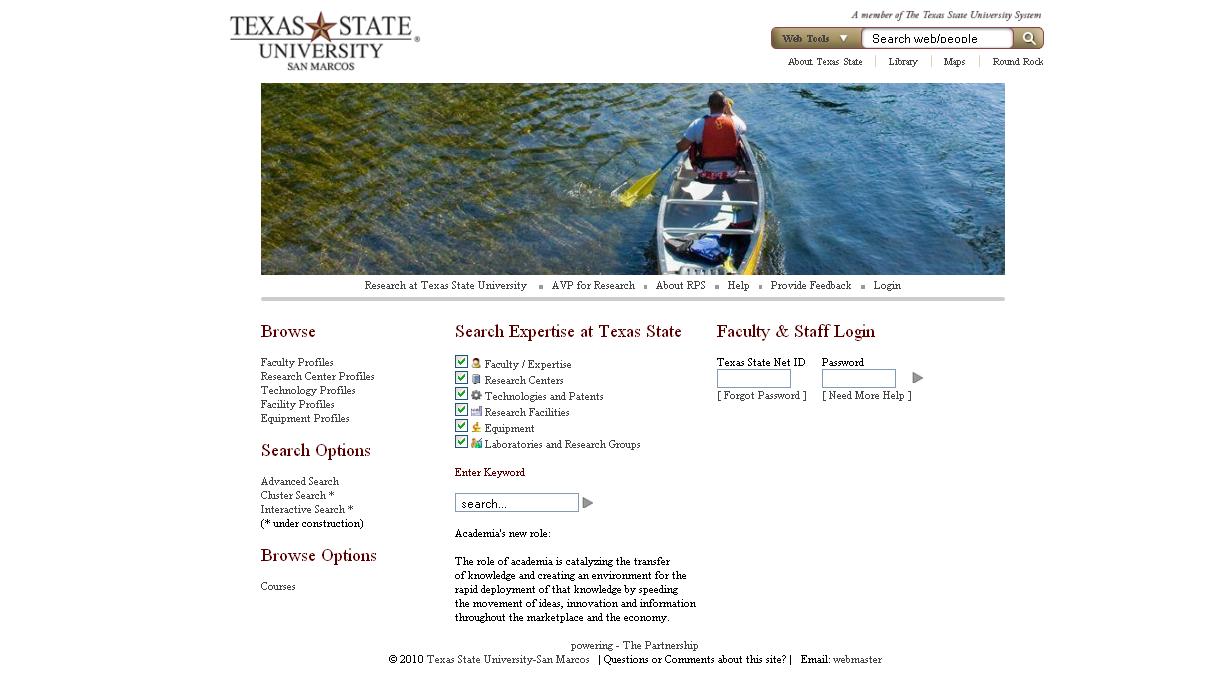 TEXAS STATE
UNIVERSITY
SAN MARCOS
®
A member of The Texas State University System
Web Tools
Search web/people
About Texas State
Library
Maps
Round Rock
Research at Texas State University
AVP for Research
About RPS
Help
Provide Feedback
Login
Browse
Faculty Profiles
Research Center Profiles
Technology Profiles
Facility Profiles
Equipment Profiles
Search Options
Advanced Search
Cluster Search *
Interactive Search *
(* under construction)
Browse Options
Courses
Search Expertise at Texas State
Faculty / Expertise
Research Centers
Technologies and Patents
Research Facilities
Equipment
Laboratories and Research Groups
Enter Keyword
search...
Academia's new role:
The role of academia is catalyzing the transfer
of knowledge and creating an environment for the
rapid deployment of that knowledge by speeding
the movement of ideas, innovation and information
throughout the marketplace and the economy.
Faculty & Staff Login
Texas State Net ID
Password
[ Forgot Password ]
[ Need More Help ]
powering - The Partnership
© 2010 Texas State University-San Marcos | Questions or Comments about this site? | Email: webmaster